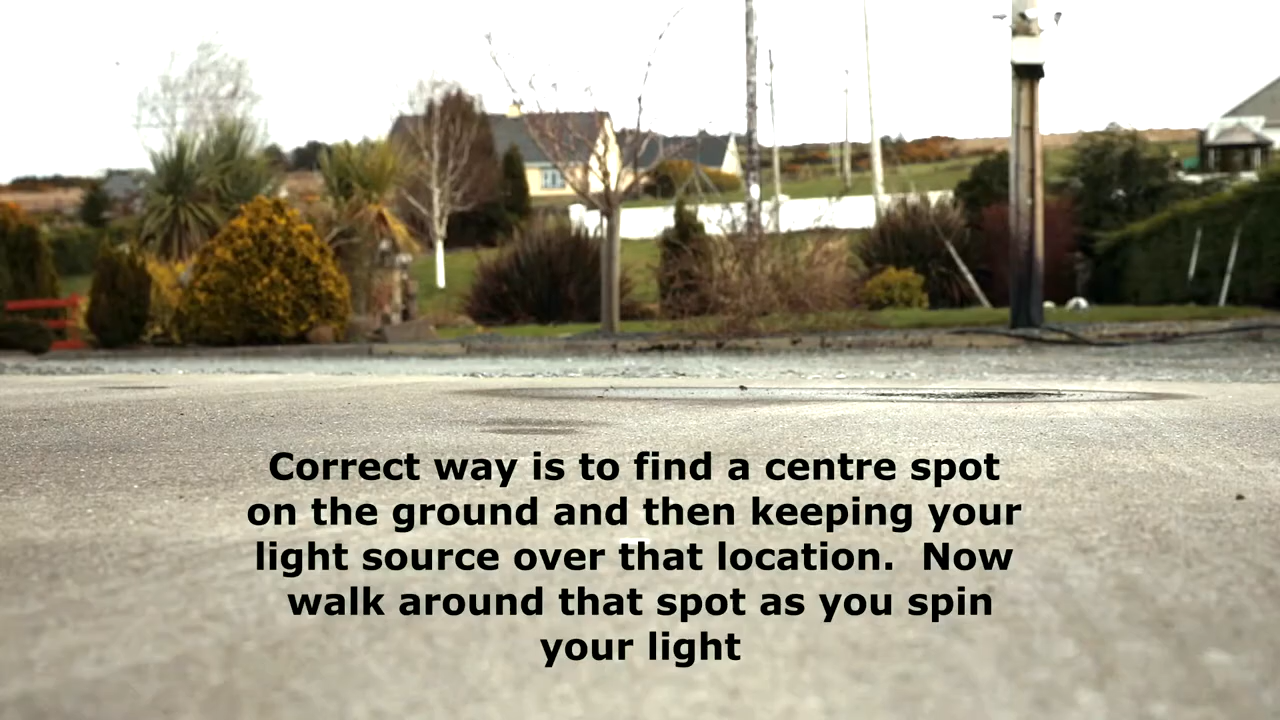 Correct way is to find a centre spot
on the ground and then keeping your
light source over that location.  Now
walk around that spot as you spin
your light